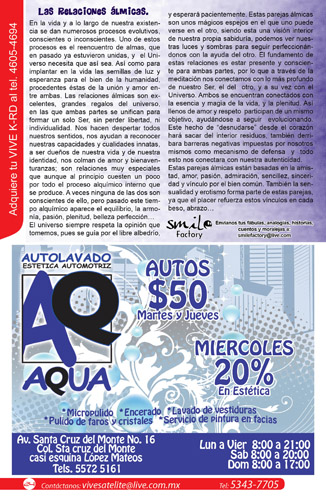 Adquiere tu VIVE K-RD al tel. 4605-4694
Las Relaciones álmicas.
En la vida y a lo largo de nuestra existen-
cia se dan numerosos procesos evolutivos,
conscientes o inconscientes. Uno de estos
procesos es el reencuentro de almas, que
en pasado ya estuvieron unidas, y el Uni-
verso necesita que así sea. Así como para
implantar en la vida las semillas de luz y
esperanza para el bien de la humanidad,
procedentes éstas de la unión y amor en-
tre ambas. Las relaciones álmicas son ex-
celentes, grandes regalos del universo,
en las que ambas partes se unifican para
formar un solo Ser, sin perder libertad, ni
individualidad. Nos hacen despertar todos
nuestros sentidos, nos ayudan a reconocer
nuestras capacidades y cualidades innatas,
a ser dueños de nuestra vida y de nuestra
identidad, nos colman de amor y bienaven-
turanzas; son relaciones muy especiales
que aunque al principio cuesten un poco
por todo el proceso alquímico interno que
se produce. A veces ninguna de las dos son
conscientes de ello, pero pasado este tiem-
po alquímico aparece el equilibrio, la armo-
nía, pasión, plenitud, belleza perfección...
El universo siempre respeta la opinión que
tomemos, pues se guía por el libre albedrío,
y esperará pacientemente. Estas parejas álmicas
son unos mágicos espejos en el que uno puede
verse en el otro, siendo esta una visión interior
de nuestra propia sabiduría, podemos ver nues-
tras luces y sombras para seguir perfeccionán-
donos con la ayuda del otro. El fundamento de
estas relaciones es estar presente y consciente
para ambas partes, por lo que a través de la
meditación nos conectamos con lo más profundo
de nuestro Ser, el del otro, y a su vez con el
Universo. Ambos se encuentran conectados con
la esencia y magia de la vida, y la plenitud. Así
llenos de amor y respeto participan de un mismo
objetivo, ayudándose a seguir evolucionando.
Este hecho de "desnudarse" desde el corazón
hará sacar del interior residuos, también derri-
bara barreras negativas impuestas por nosotros
mismos como mecanismo de defensa y todo
esto nos conectara con nuestra autenticidad.
Estas parejas álmicas están basadas en la amis-
tad, amor, pasión, admiración, sencillez, sinceri-
dad y vínculo por el bien común. También la sen-
sualidad y erotismo forma parte de estas parejas,
ya que el placer refuerza estos vínculos en cada
beso, abrazo...
smile
Factory
Envíanos tus fábulas, analogías, historias,
cuentos y moralejas a:
smilefactory@live.com
AUTOLAVADO
ESTETICA AUTOMOTRIZ
AQ
AQUA
AUTOS
$50
Martes y Jueves
MIERCOLES
20%
En Estética
*Micropulido *Encerado *Lavado de vestiduras
*Pulido de faros y cristales *Servicio de pintura en facias
Av. Santa Cruz del Monte No. 16
Col. Sta cruz del Monte
casi esquina López Mateos
Tels. 5572 5161
Lun a Vier 8:00 a 21:00
Sab 8:00 a 20:00
Dom 8:00 a 17:00
Contáctanos: vivesatelite@live.com.mx
Tel: 5343-7705